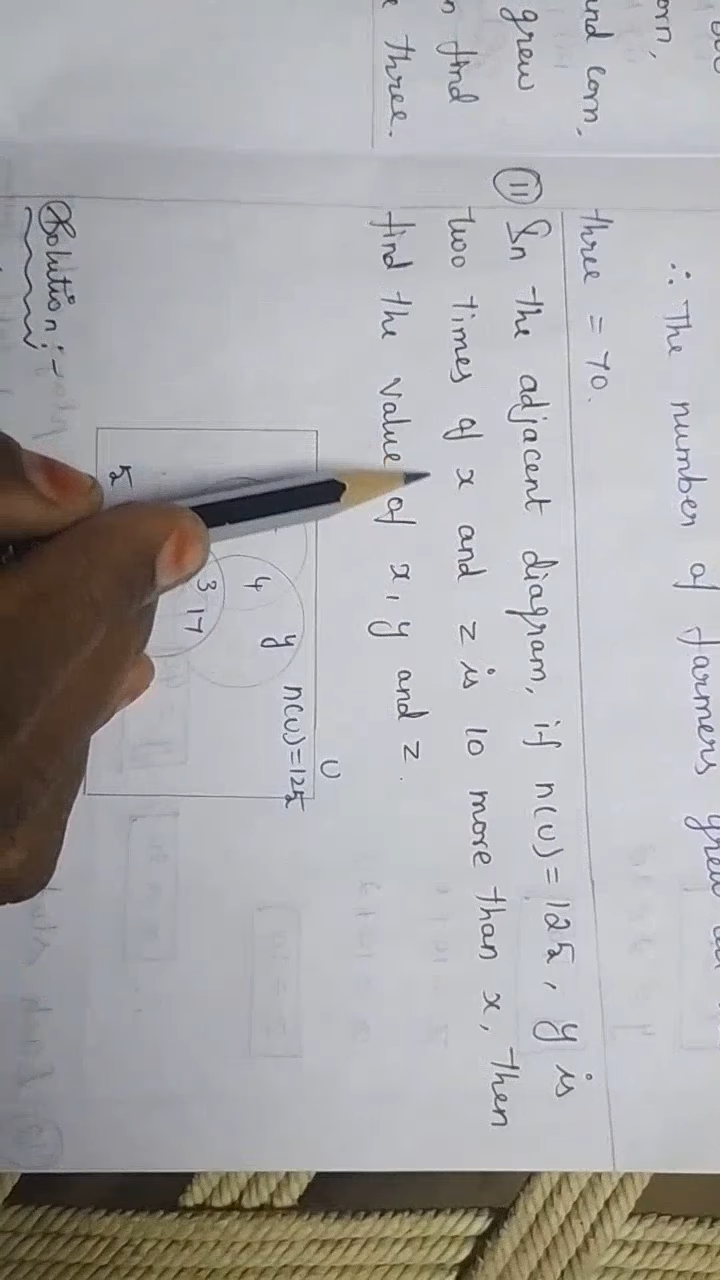 orn,
and corn,
grew
n find
e three.
∴ The number of farmers grew
three = 70.
11 In the adjacent diagram, if n(U) = 125, y is
two times of x and z is 10 more than x, then
find the value of x, y and z.
U
n(U) = 125
y
4
3 17
5
Solution:-